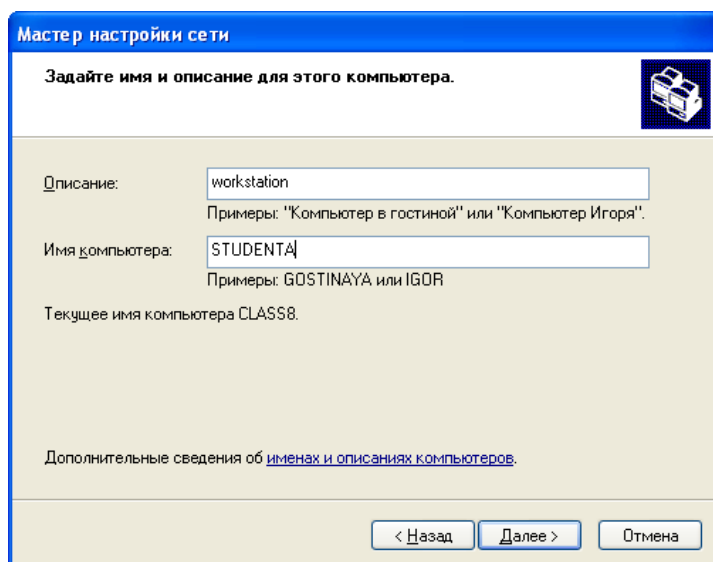 Мастер настройки сети
Задайте имя и описание для этого компьютера.
Описание: workstation
Примеры: "Компьютер в гостиной" или "Компьютер Игоря".
Имя компьютера: STUDENTA
Примеры: GOSTINAYA или IGOR
Текущее имя компьютера CLASS8.
Дополнительные сведения об именах и описаниях компьютеров.
< Назад Далее > Отмена